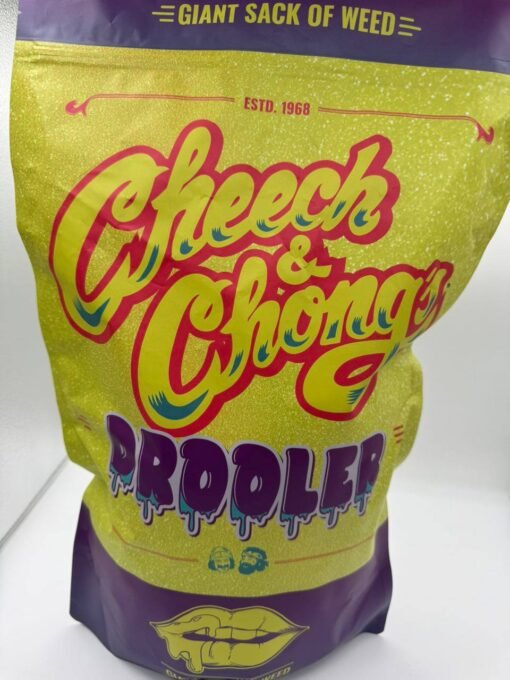 GIANT SACK OF WEED
ESTD. 1968
Cheech
&
Chong's
DROOLER